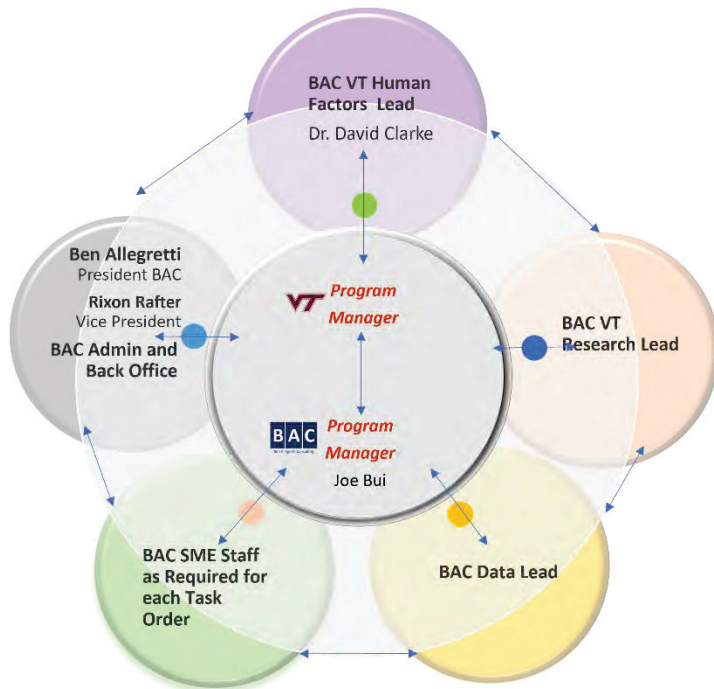 BAC VT Human
Factors Lead
Dr. David Clarke
Ben Allegretti
President BAC
Rixon Rafter
Vice President
BAC Admin and
Back Office
VT Program
Manager
BAC VT
Research Lead
BAC Program
Manager
Joe Bui
BAC SME Staff
as Required for
each Task
Order
BAC Data Lead